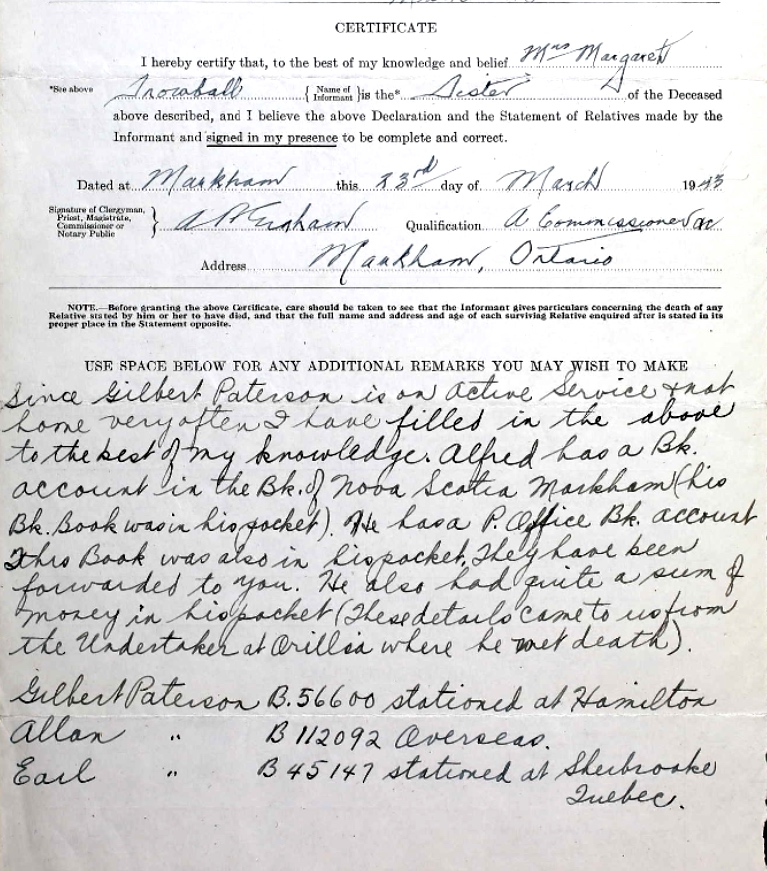 CERTIFICATE
I hereby certify that, to the best of my knowledge and belief Mrs Margaret
*See above Trowball { Name of Informant } is the* Sister of the Deceased
above described, and I believe the above Declaration and the Statement of Relatives made by the
Informant and signed in my presence to be complete and correct.
Dated at Markham this 23rd day of March 1943
Signature of Clergyman, Priest, Magistrate, Commissioner or Notary Public } A Qualification A Commissioner &c
Address Markham, Ontario
NOTE.—Before granting the above Certificate, care should be taken to see that the Informant gives particulars concerning the death of any
Relative stated by him or her to have died, and that the full name and address and age of each surviving Relative enquired after is stated in its
proper place in the Statement opposite.
USE SPACE BELOW FOR ANY ADDITIONAL REMARKS YOU MAY WISH TO MAKE
Since Gilbert Paterson is on Active Service & not
home very often I have filled in the above
to the best of my knowledge. Alfred has a Bk.
account in the Bk. of Nova Scotia Markham (his
Bk. Book was in his pocket). He has a P. Office Bk. account
& this Book was also in his pocket. They have been
forwarded to you. He also had quite a sum of
money in his pocket (These details came to us from
the Undertaker at Orillia where he met death).
Gilbert Paterson B.56600 stationed at Hamilton
Allan " B 112092 Overseas.
Earl " B 45147 stationed at Sherbrooke
Quebec.